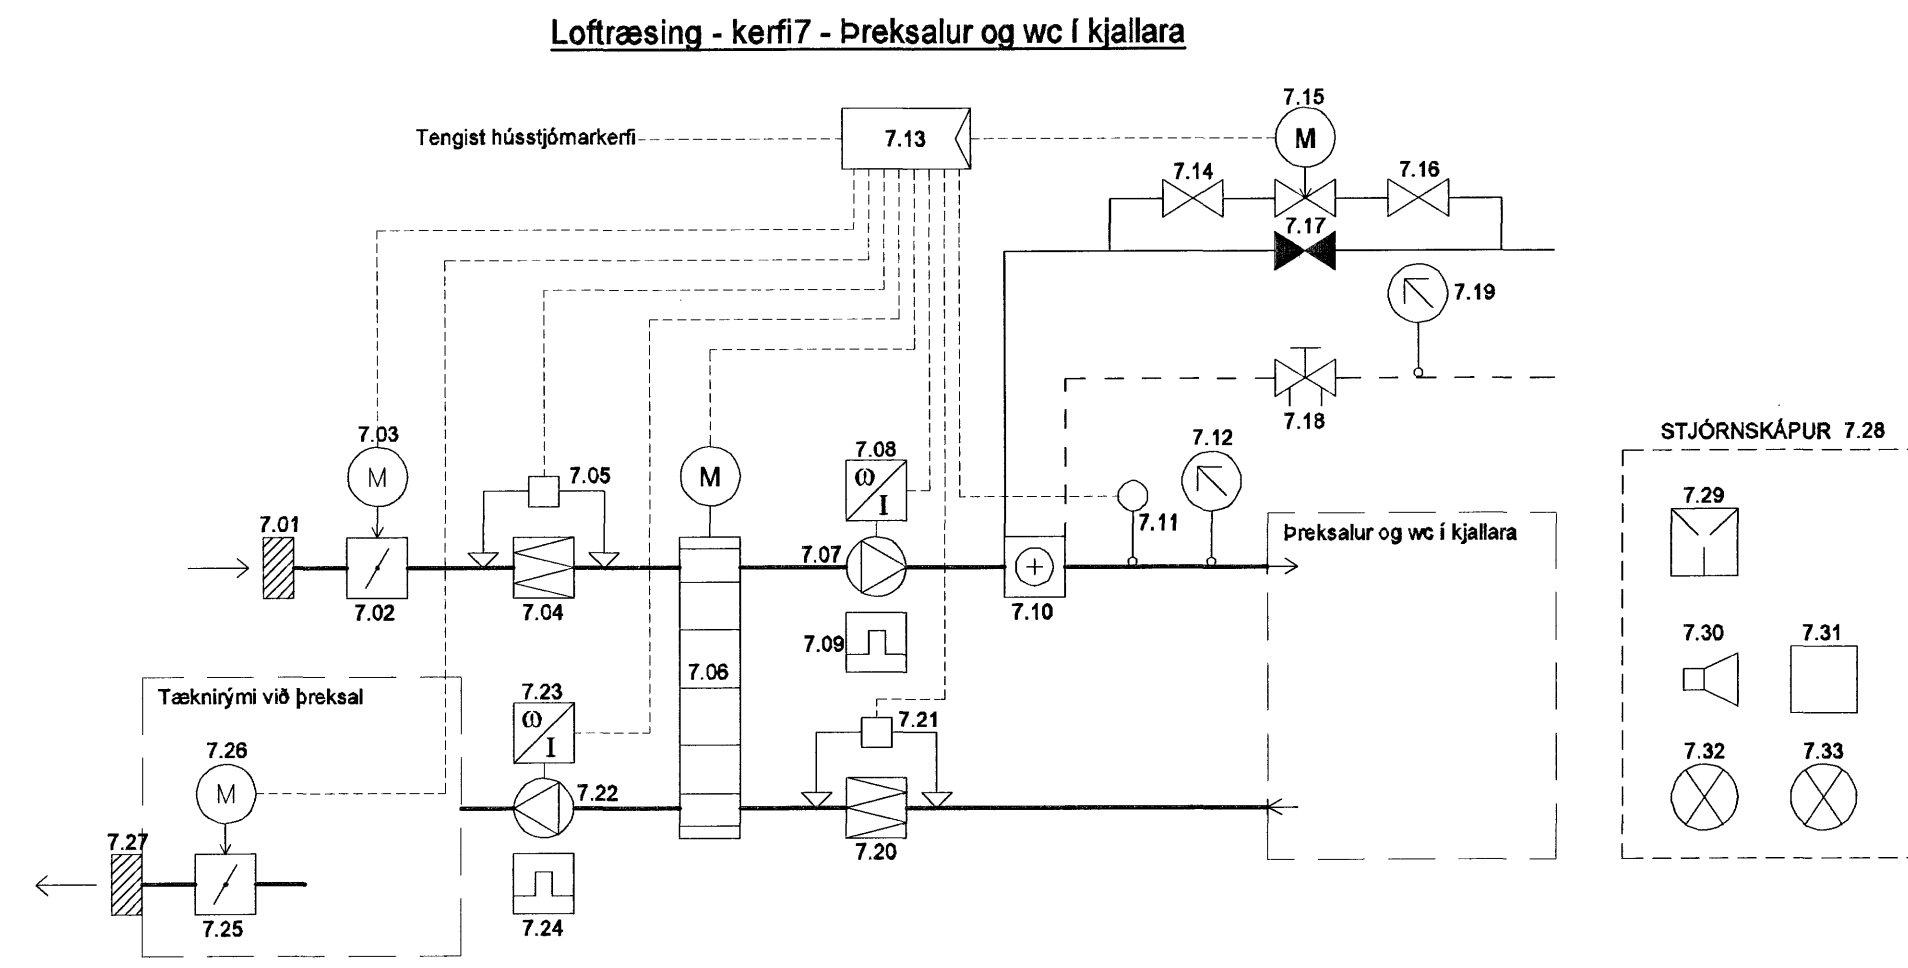 Loftræsing - kerfi7 - Þreksalur og wc í kjallara
7.15
Tengist hússtjórnarkerfi
7.13
M
7.14
7.16
7.17
7.19
7.18
7.03
7.12
STJÓRNSKÁPUR 7.28
7.08
M
7.05
M
ω
I
7.29
7.01
7.11
Þreksalur og wc í kjallara
7.07
7.02
7.04
7.10
7.09
7.30
7.31
7.06
Tæknirými við þreksal
7.23
ω
I
7.21
7.26
7.32
7.33
M
7.22
7.27
7.20
7.25
7.24